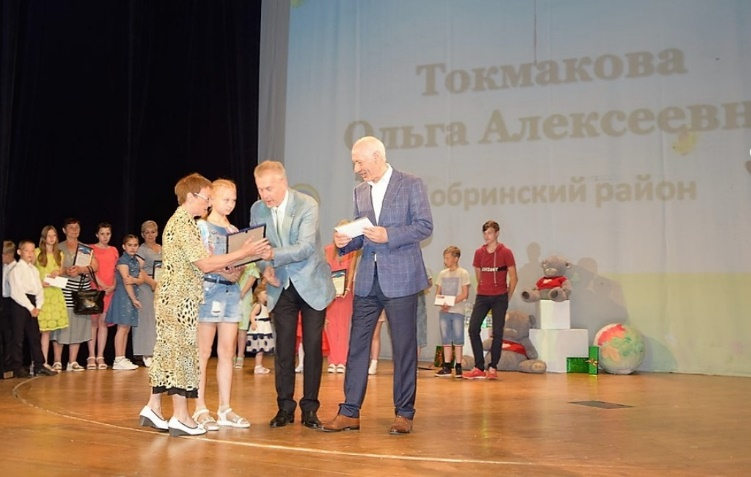 Токмакова
Ольга Алексеевн
обринский район